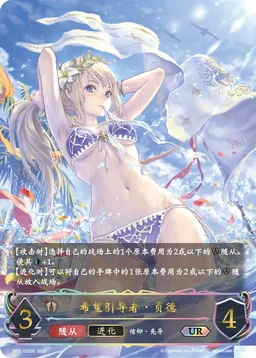 【攻击时】选择自己的战场上的1个原本费用为2或以下的随从。
使其+1。
【进化时】可以将自己的手牌中的1张原本费用为2或以下的随
从放入战场。
希望引导者·贞德
3
随从
进化
信仰·先导
UR
4